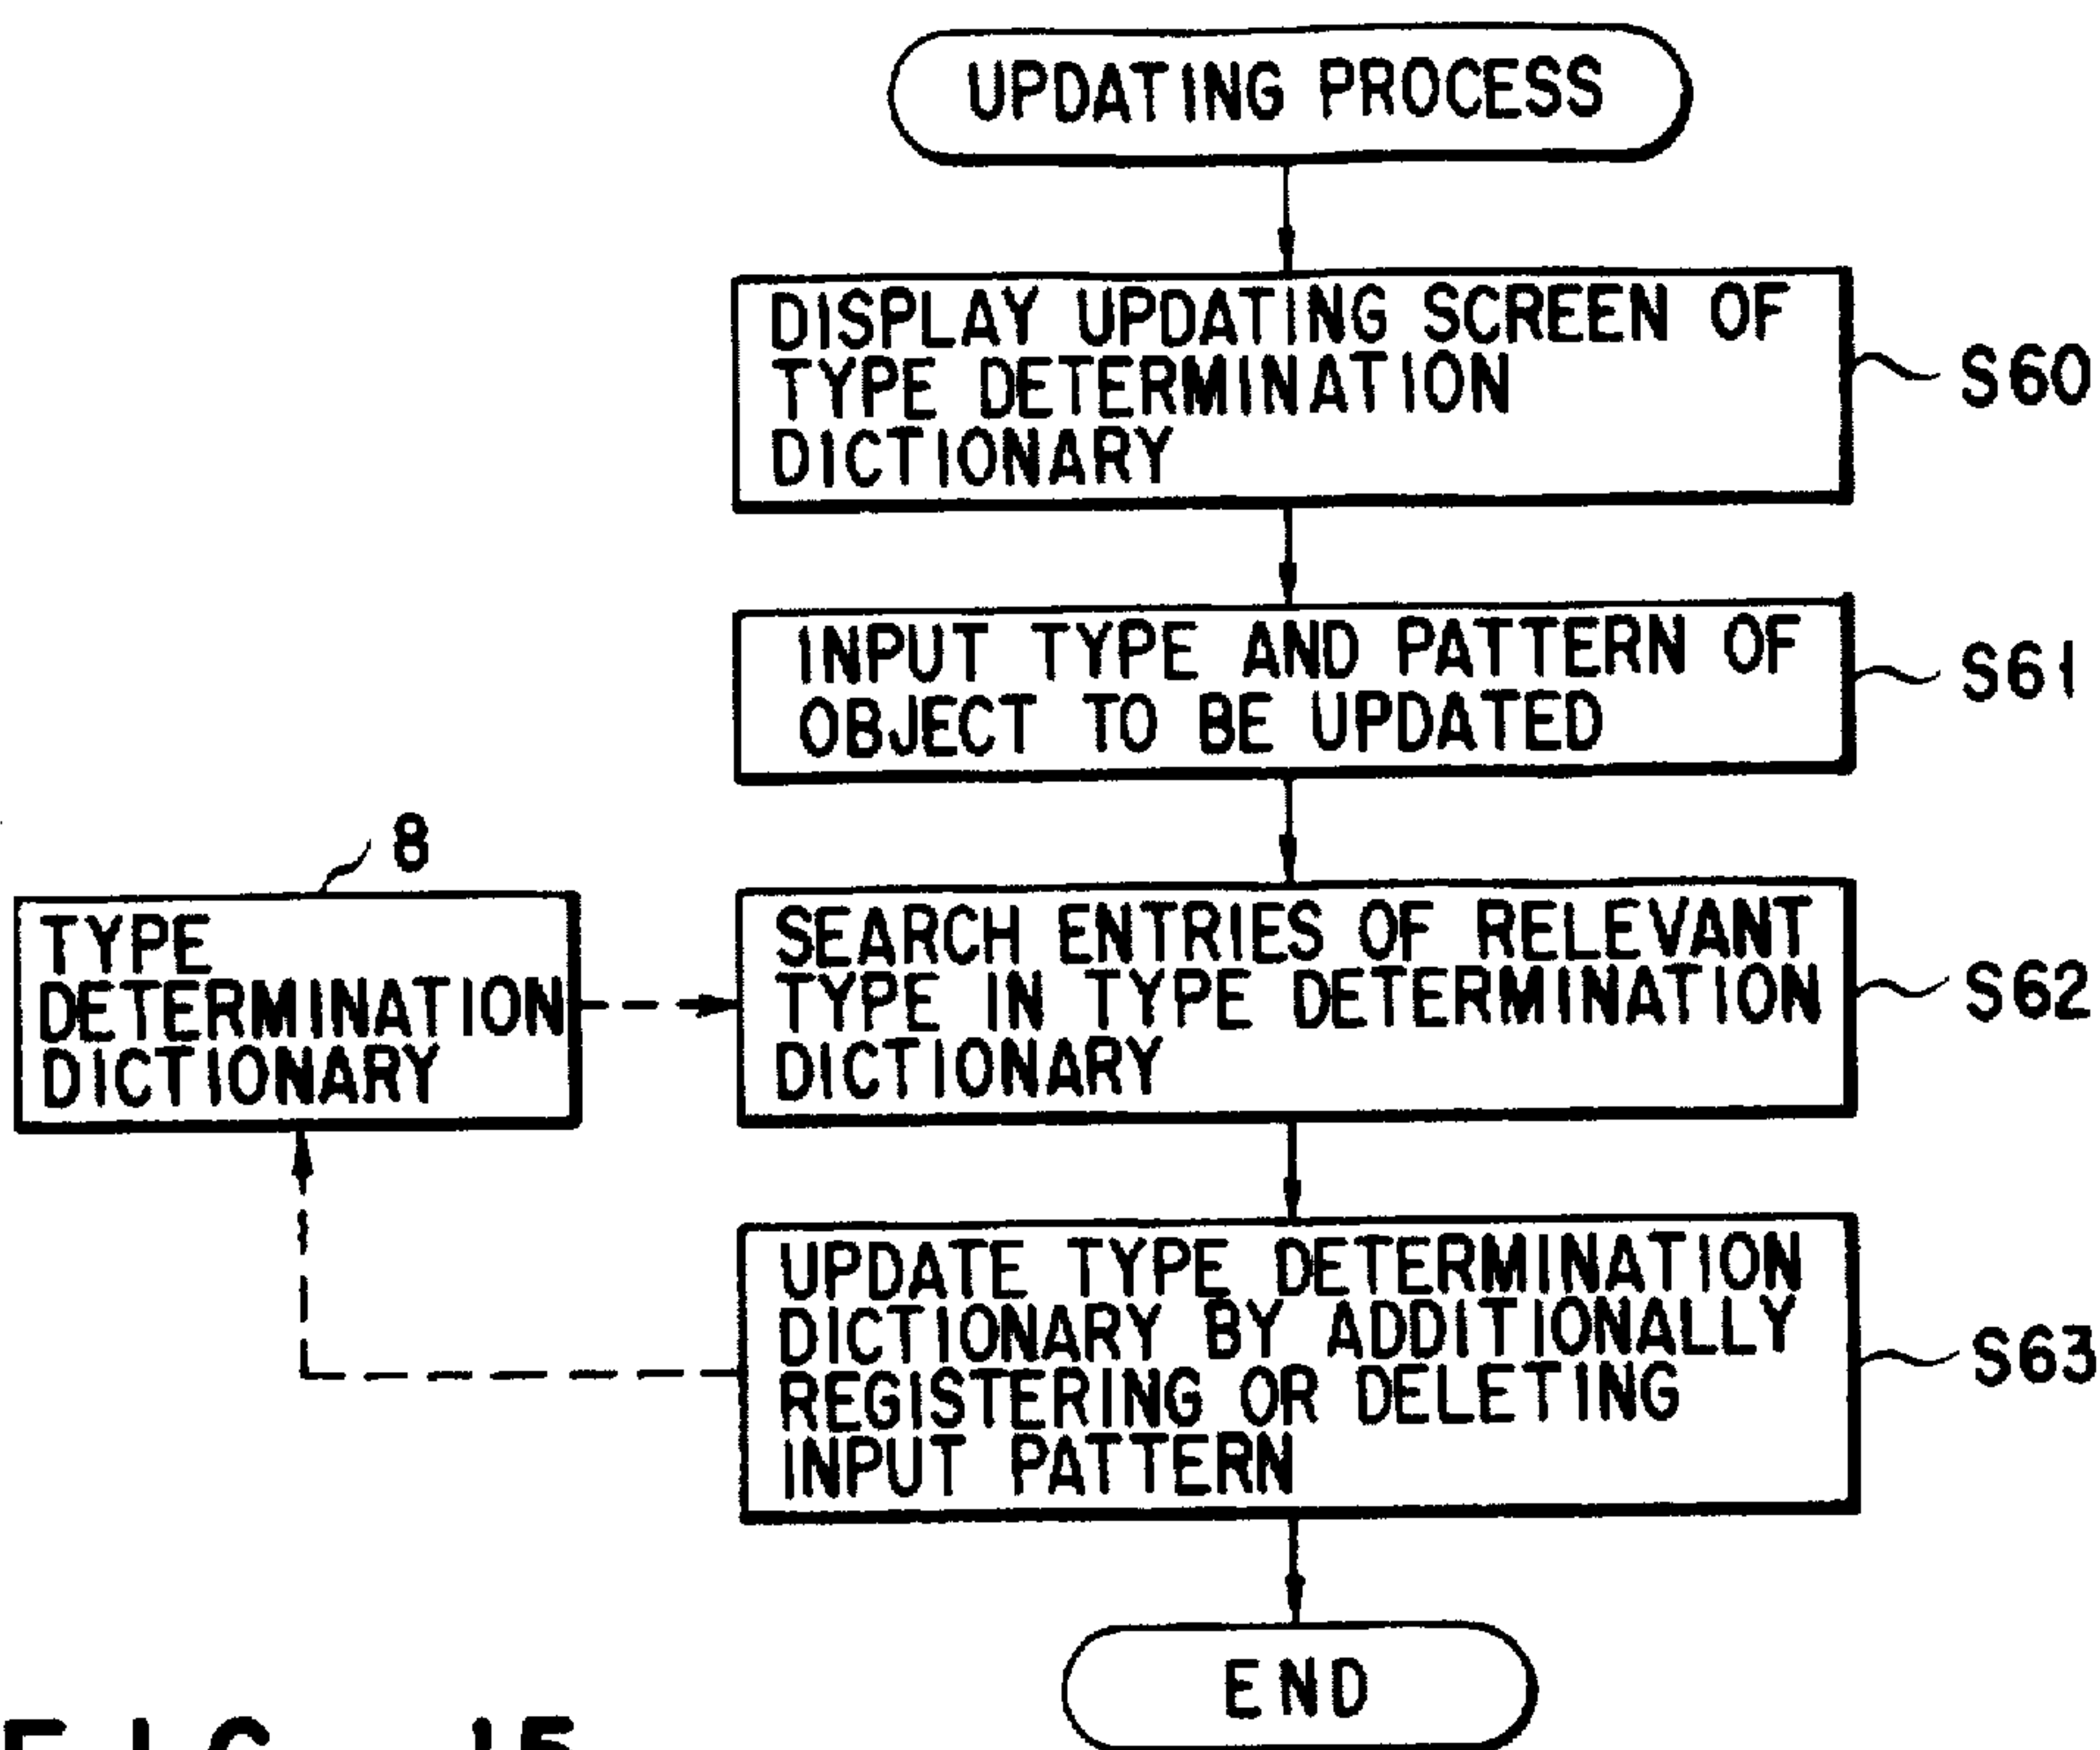 UPDATING PROCESS
DISPLAY UPDATING SCREEN OF
TYPE DETERMINATION
DICTIONARY
S60
INPUT TYPE AND PATTERN OF
OBJECT TO BE UPDATED
S61
8
TYPE
DETERMINATION
DICTIONARY
SEARCH ENTRIES OF RELEVANT
TYPE IN TYPE DETERMINATION
DICTIONARY
S62
UPDATE TYPE DETERMINATION
DICTIONARY BY ADDITIONALLY
REGISTERING OR DELETING
INPUT PATTERN
S63
END
FIG. 15